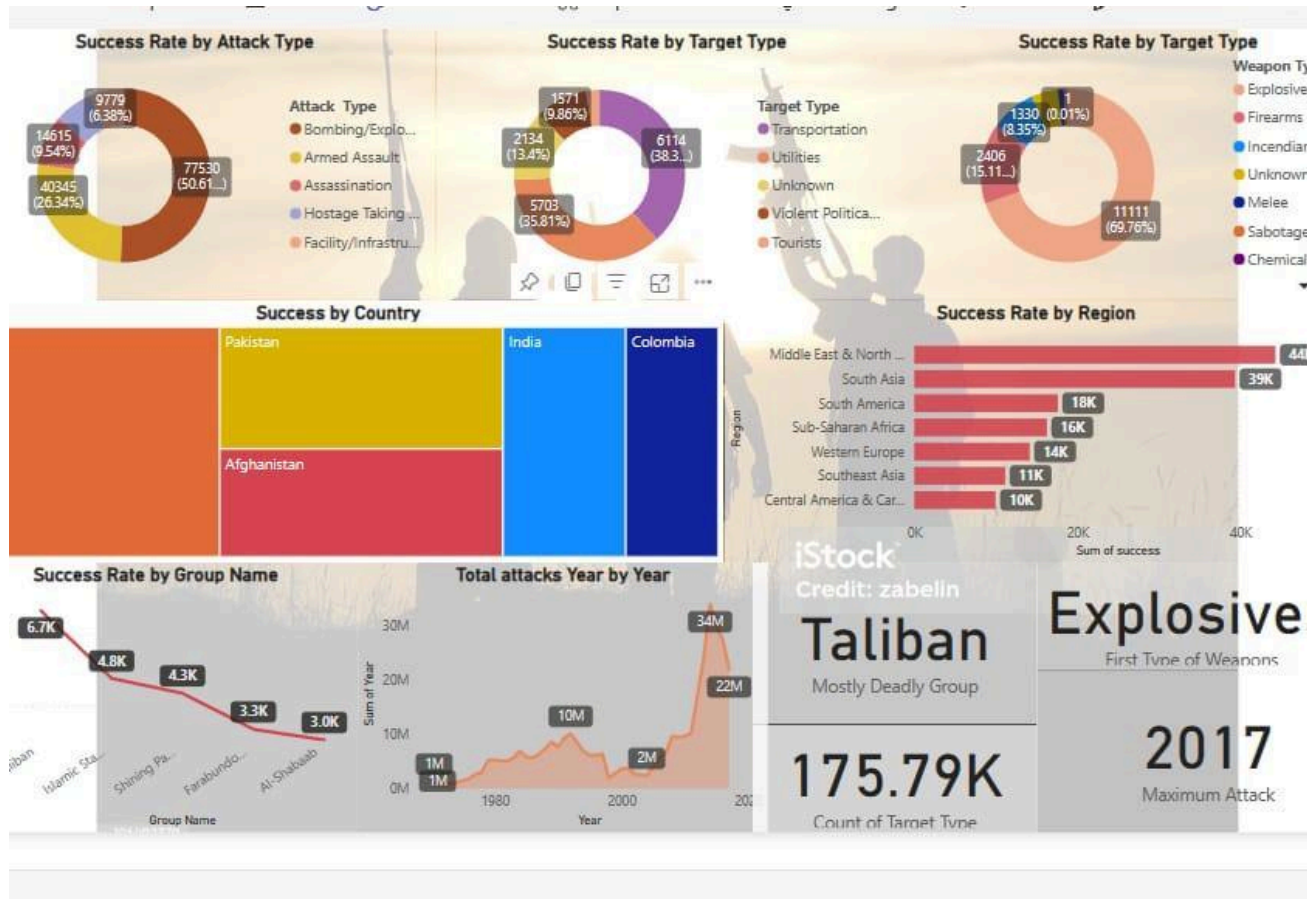 Success Rate by Attack Type
9779
(6.38%)
14615
(9.54%)
40345
(26.34%)
77530
(50.61...)
Attack Type
Bombing/Explo...
Armed Assault
Assassination
Hostage Taking ...
Facility/Infrastru...
Success Rate by Target Type
1571
(9.86%)
2134
(13.4%)
5703
(35.81%)
6114
(38.3...)
Target Type
Transportation
Utilities
Unknown
Violent Politica...
Tourists
Success Rate by Target Type
1
(0.01%)
1330
(8.35%)
2406
(15.11...)
11111
(69.76%)
Weapon Ty
Explosive
Firearms
Incendiar
Unknown
Melee
Sabotage
Chemical
Success by Country
Pakistan
Afghanistan
India
Colombia
Success Rate by Region
Region
Middle East & North ...
44
South Asia
39K
South America
18K
Sub-Saharan Africa
16K
Western Europe
14K
Southeast Asia
11K
Central America & Car...
10K
0K
20K
40K
Sum of success
iStock
Credit: zabelin
Success Rate by Group Name
6.7K
4.8K
4.3K
3.3K
3.0K
iban
Islamic Sta...
Shining Pa...
Farabundo...
Al-Shabaab
Group Name
Total attacks Year by Year
Sum of Year
30M
20M
10M
0M
1M
1M
10M
2M
34M
22M
1980
2000
202
Year
Taliban
Mostly Deadly Group
Explosive
First Type of Weapons
175.79K
Count of Target Type
2017
Maximum Attack